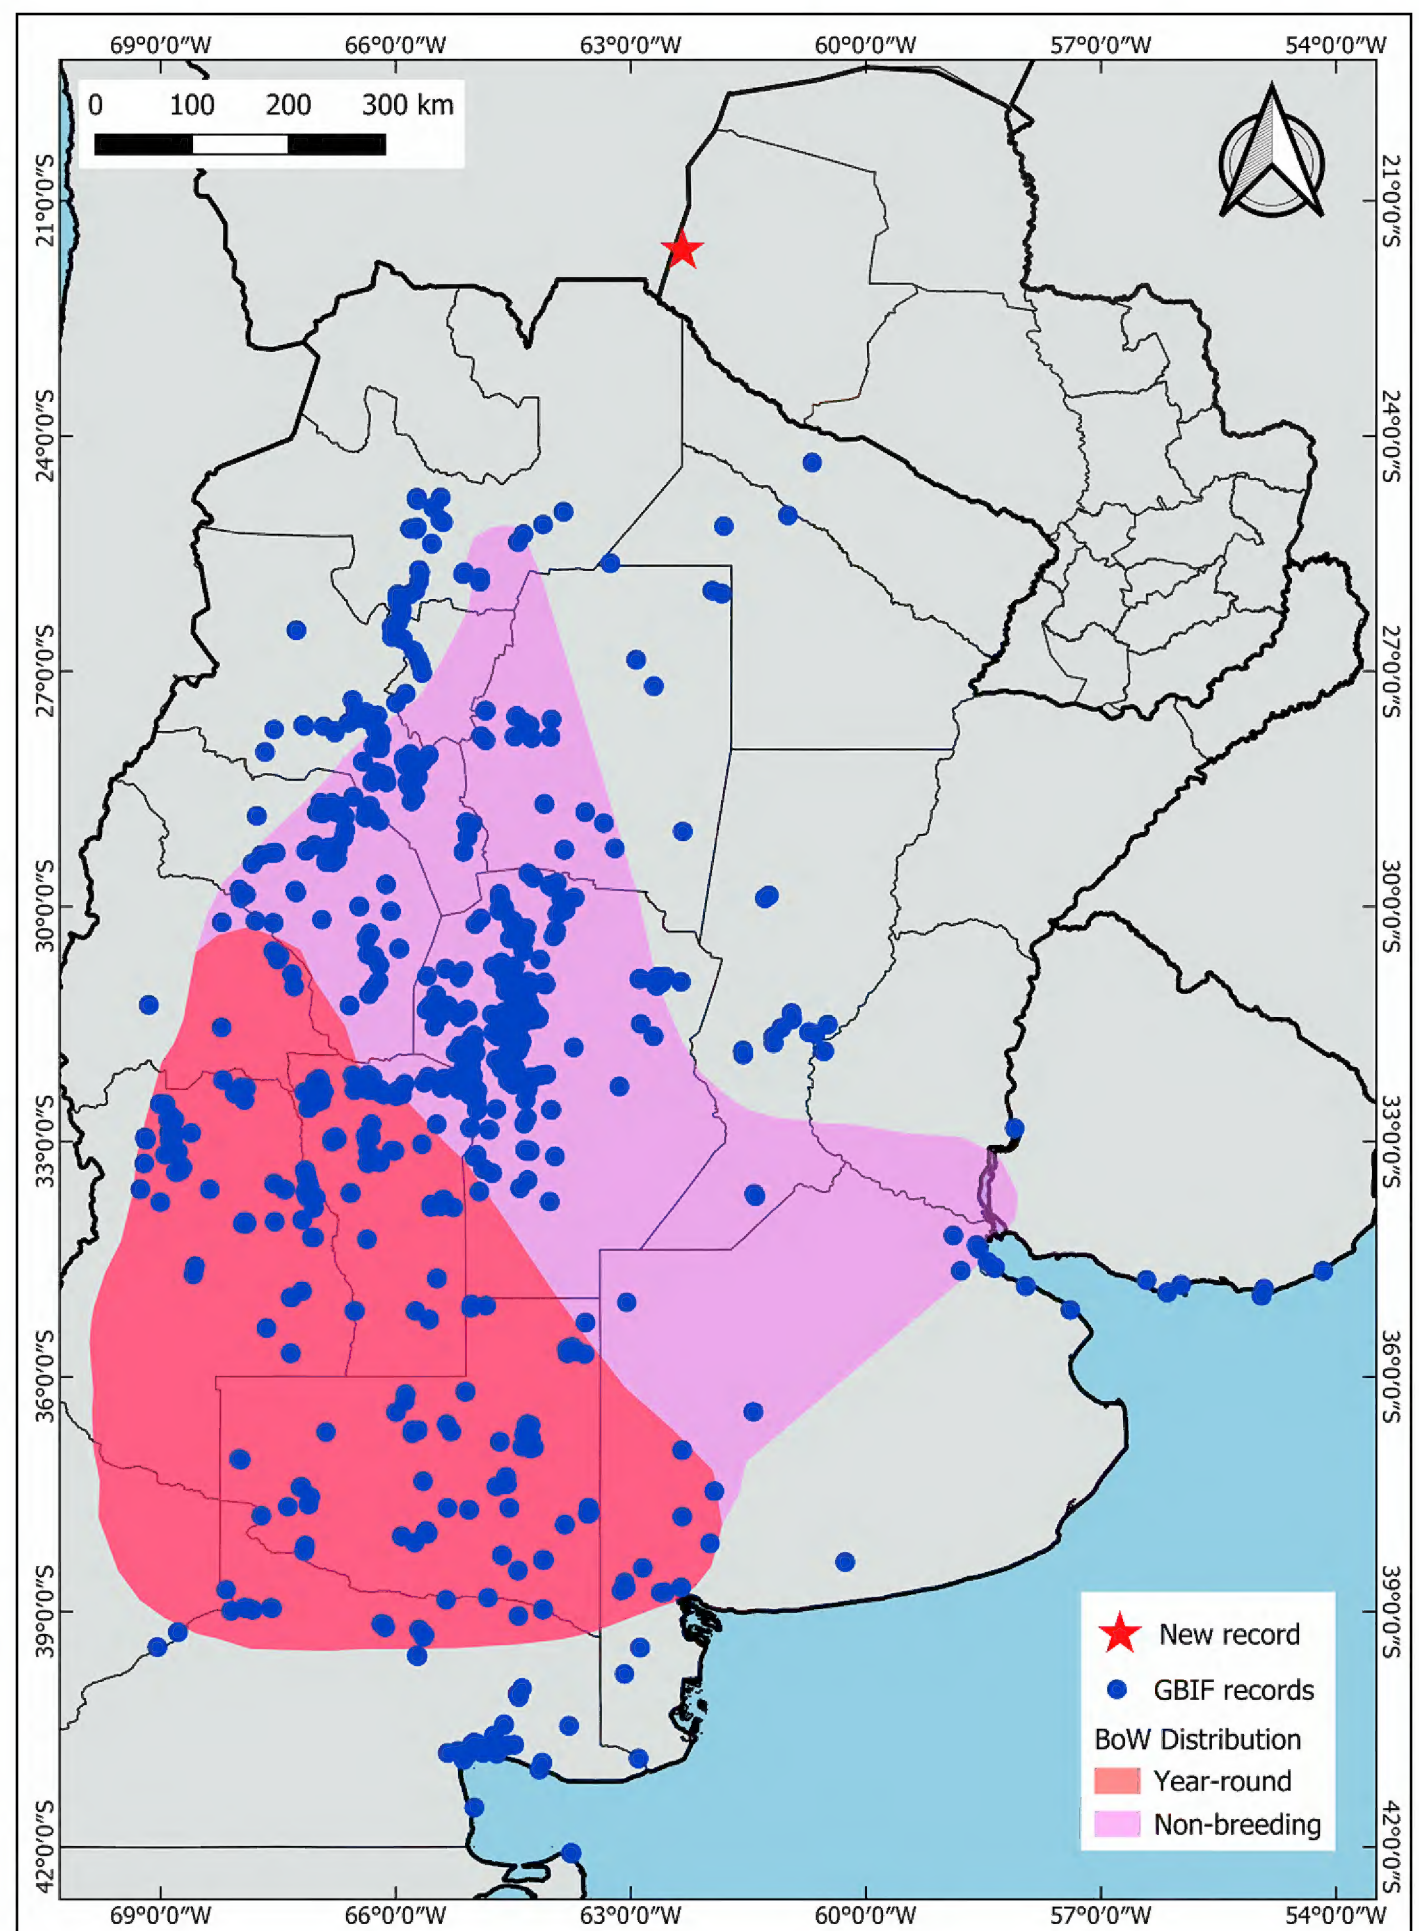 69°0'0"W 66°0'0"W 63°0'0"W 60°0'0"W 57°0'0"W 54°0'0"W
0 100 200 300 km
21°0'0"S 21°0'0"S
24°0'0"S 24°0'0"S
27°0'0"S 27°0'0"S
30°0'0"S 30°0'0"S
33°0'0"S 33°0'0"S
36°0'0"S 36°0'0"S
39°0'0"S 39°0'0"S
New record
GBIF records
BoW Distribution
Year-round
Non-breeding
42°0'0"S 42°0'0"S
69°0'0"W 66°0'0"W 63°0'0"W 60°0'0"W 57°0'0"W 54°0'0"W